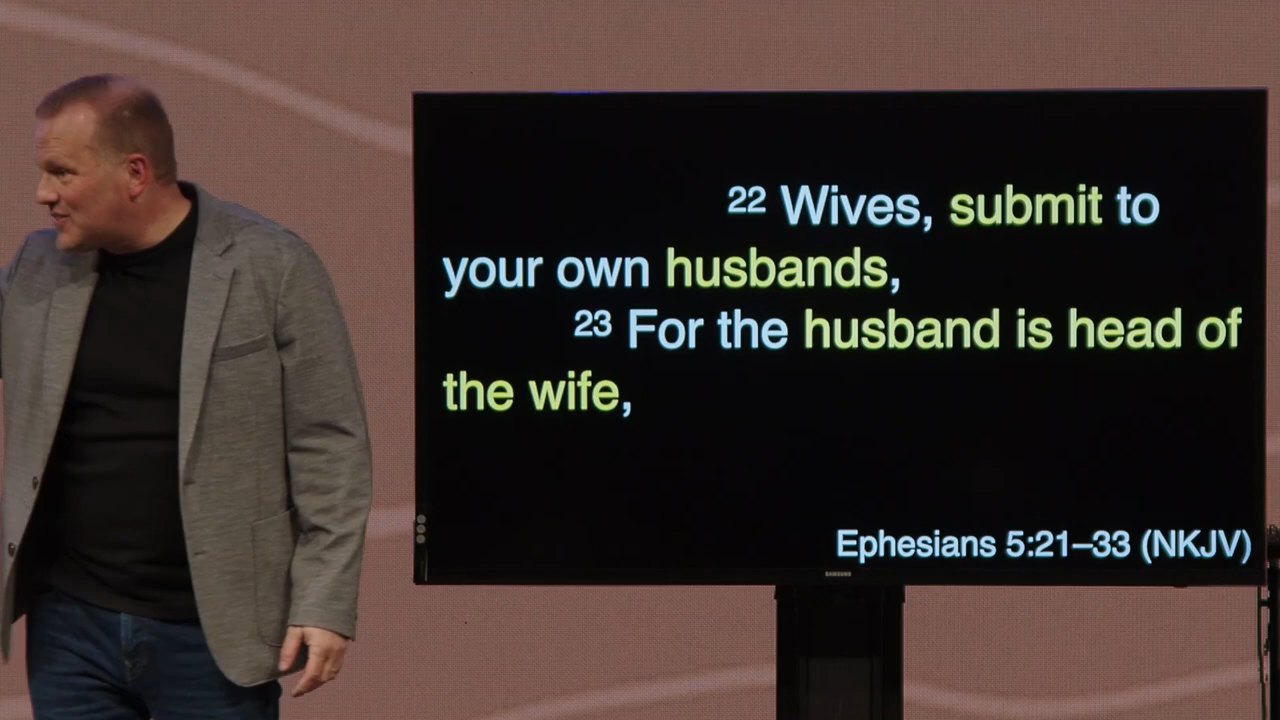 22 Wives, submit to
your own husbands,
23 For the husband is head of
the wife,
Ephesians 5:21–33 (NKJV)
SAMSUNG